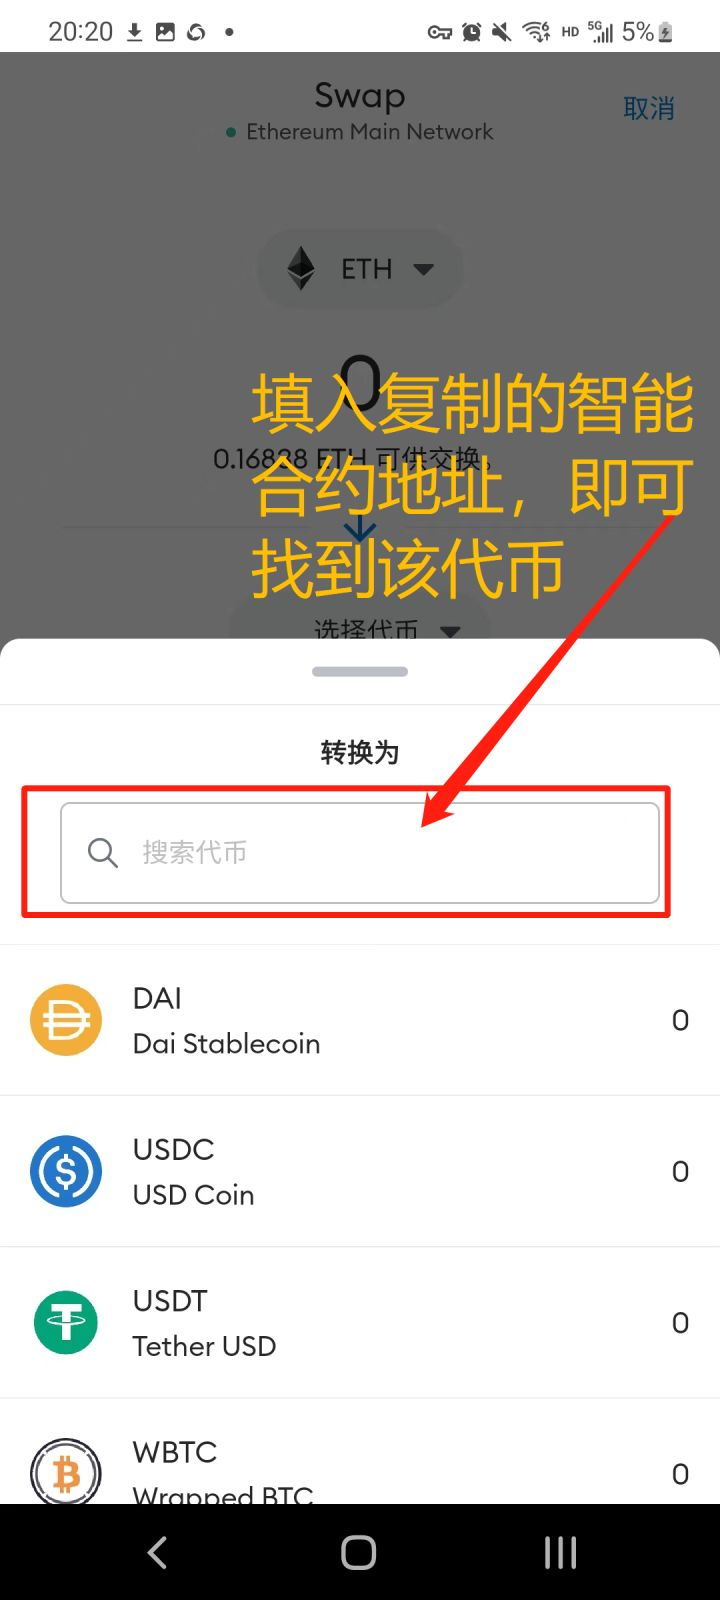 20:20
HD 5G 5%
Swap
取消
Ethereum Main Network
ETH
0
填入复制的智能
0.16838 ETH 可供交换。
合约地址，即可
找到该代币
选择代币
转换为
搜索代币
DAI
Dai Stablecoin
0
USDC
USD Coin
0
USDT
Tether USD
0
WBTC
Wrapped BTC
0